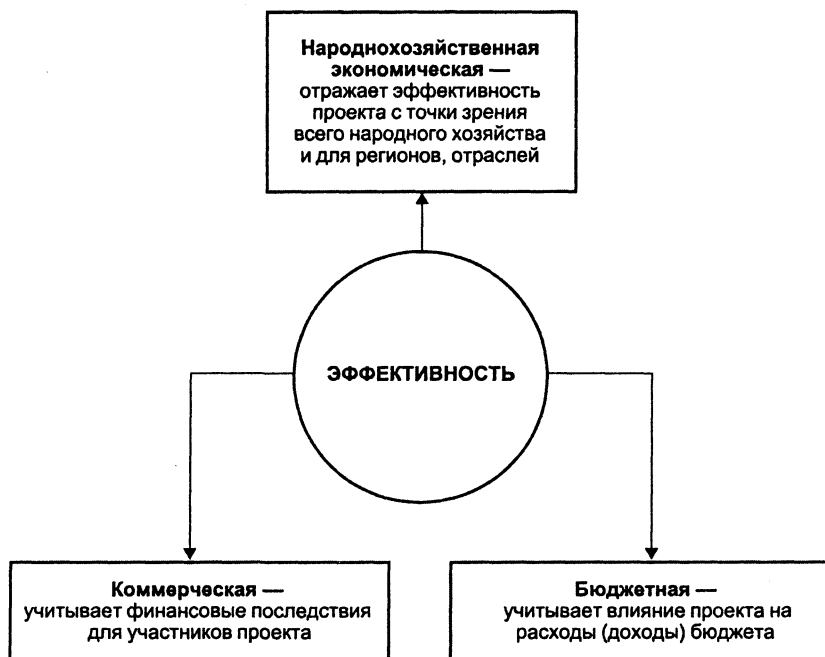 Народнохозяйственная
экономическая —
отражает эффективность
проекта с точки зрения
всего народного хозяйства
и для регионов, отраслей
ЭФФЕКТИВНОСТЬ
Коммерческая —
учитывает финансовые последствия
для участников проекта
Бюджетная —
учитывает влияние проекта на
расходы (доходы) бюджета